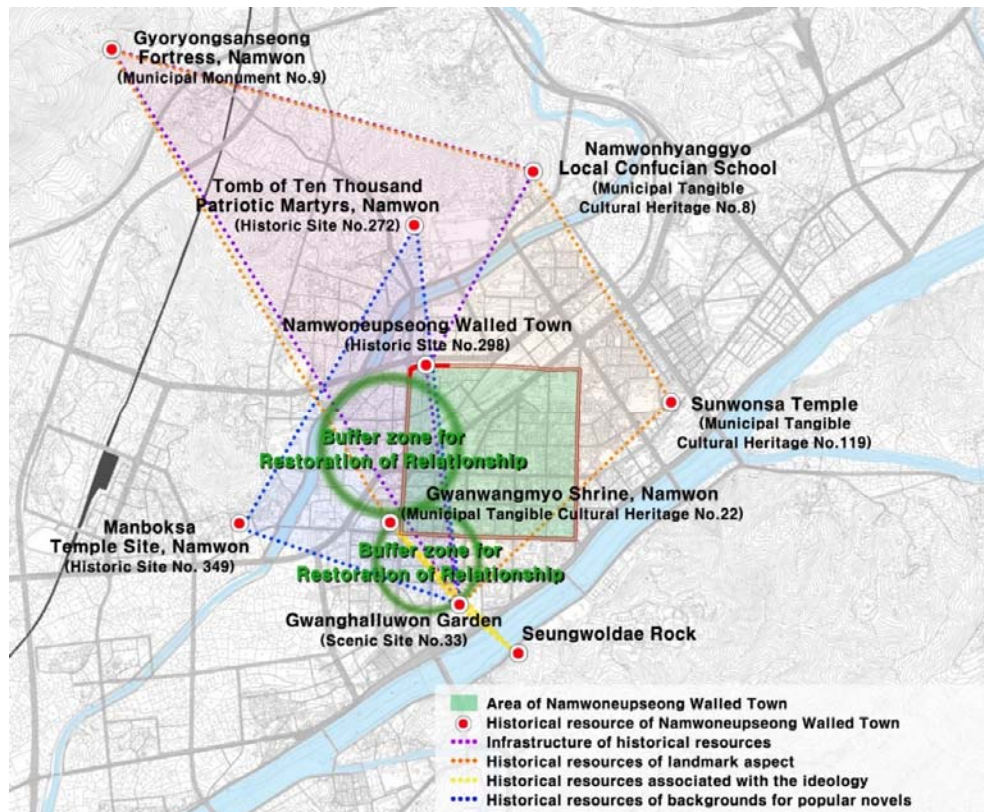 Gyoryongsanseong
Fortress, Namwon
(Municipal Monument No.9)
Namwonhyanggyo
Local Confucian School
(Municipal Tangible
Cultural Heritage No.8)
Tomb of Ten Thousand
Patriotic Martyrs, Namwon
(Historic Site No.272)
Namwoneupseong Walled Town
(Historic Site No.298)
Sunwonsa Temple
(Municipal Tangible
Cultural Heritage No.119)
Buffer zone for
Restoration of Relationship
Gwanwangmyo Shrine, Namwon
(Municipal Tangible Cultural Heritage No.22)
Manboksa
Temple Site, Namwon
(Historic Site No. 349)
Buffer zone for
Restoration of Relationship
Gwanghalluwon Garden
(Scenic Site No.33)
Seungwoldae Rock
Area of Namwoneupseong Walled Town
Historical resource of Namwoneupseong Walled Town
Infrastructure of historical resources
Historical resources of landmark aspect
Historical resources associated with the ideology
Historical resources of backgrounds for popular novels